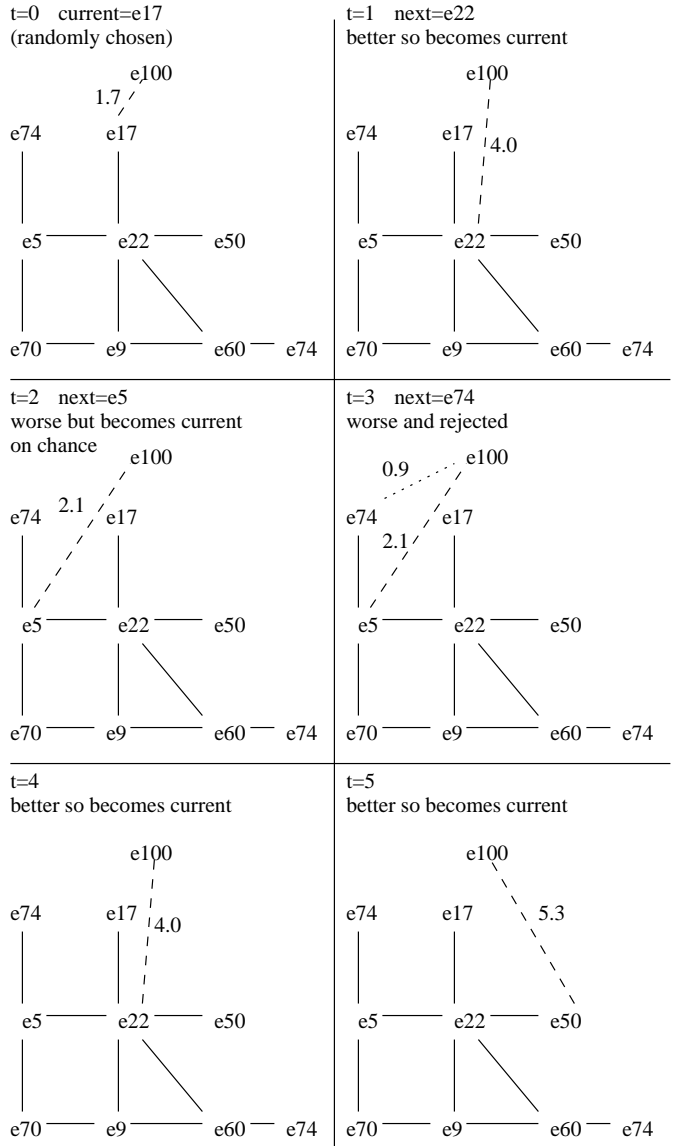 t=0 current=e17
(randomly chosen)
e100
1.7
e74 e17
e5 e22 e50
e70 e9 e60 e74
t=1 next=e22
better so becomes current
e100
e74 e17
4.0
e5 e22 e50
e70 e9 e60 e74
t=2 next=e5
worse but becomes current
on chance
e100
2.1
e74 e17
e5 e22 e50
e70 e9 e60 e74
t=3 next=e74
worse and rejected
e100
0.9
e74 e17
2.1
e5 e22 e50
e70 e9 e60 e74
t=4
better so becomes current
e100
e74 e17
4.0
e5 e22 e50
e70 e9 e60 e74
t=5
better so becomes current
e100
e74 e17 5.3
e5 e22 e50
e70 e9 e60 e74